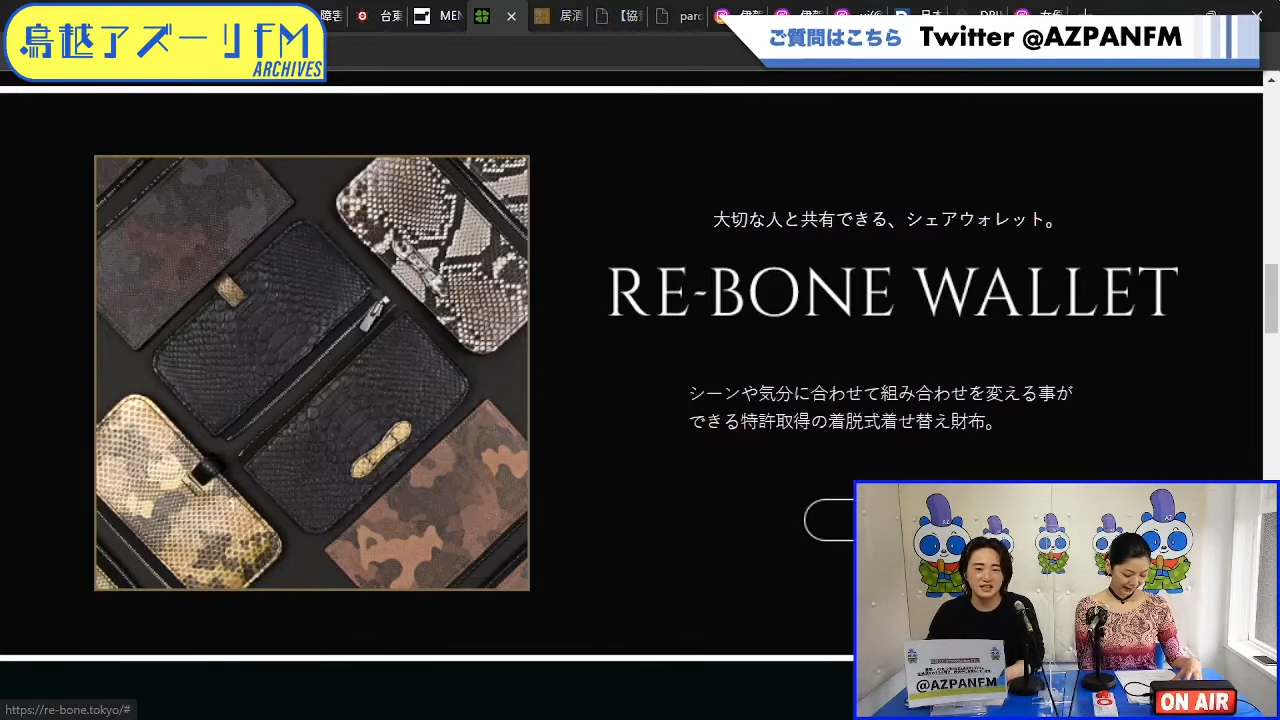 鳥越アズーリFM
ARCHIVES
台東
MEN
居酒
【協
parc
ご質問はこちら Twitter @AZPANFM
大切な人と共有できる、シェアウォレット。
RE-BONE WALLET
シーンや気分に合わせて組み合わせを変える事が
できる特許取得の着脱式着せ替え財布。
@AZPANFM
ON AIR
https://re-bone.tokyo/#